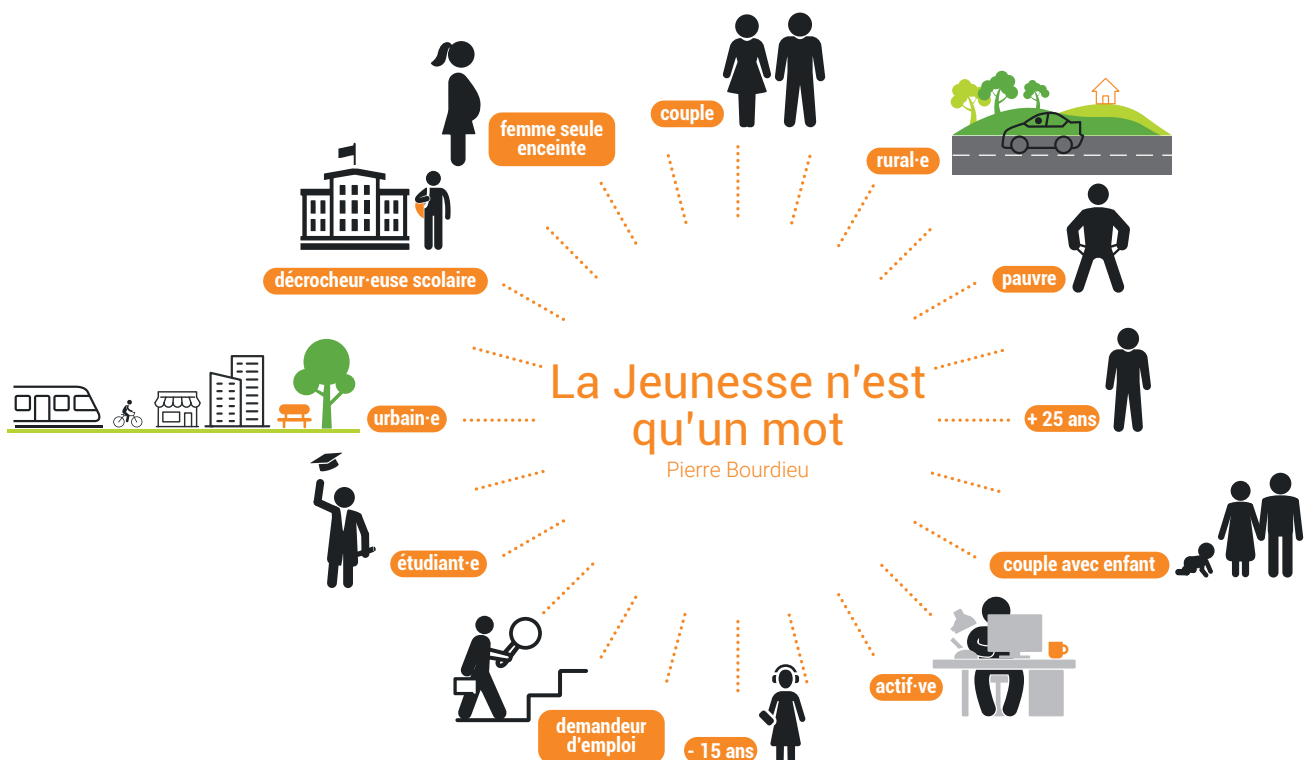 couple
femme seule
enceinte
rural·e
pauvre
décrocheur·euse scolaire
La Jeunesse n'est
qu'un mot
Pierre Bourdieu
urbain·e
+ 25 ans
étudiant·e
couple avec enfant
actif·ve
demandeur
d'emploi
- 15 ans